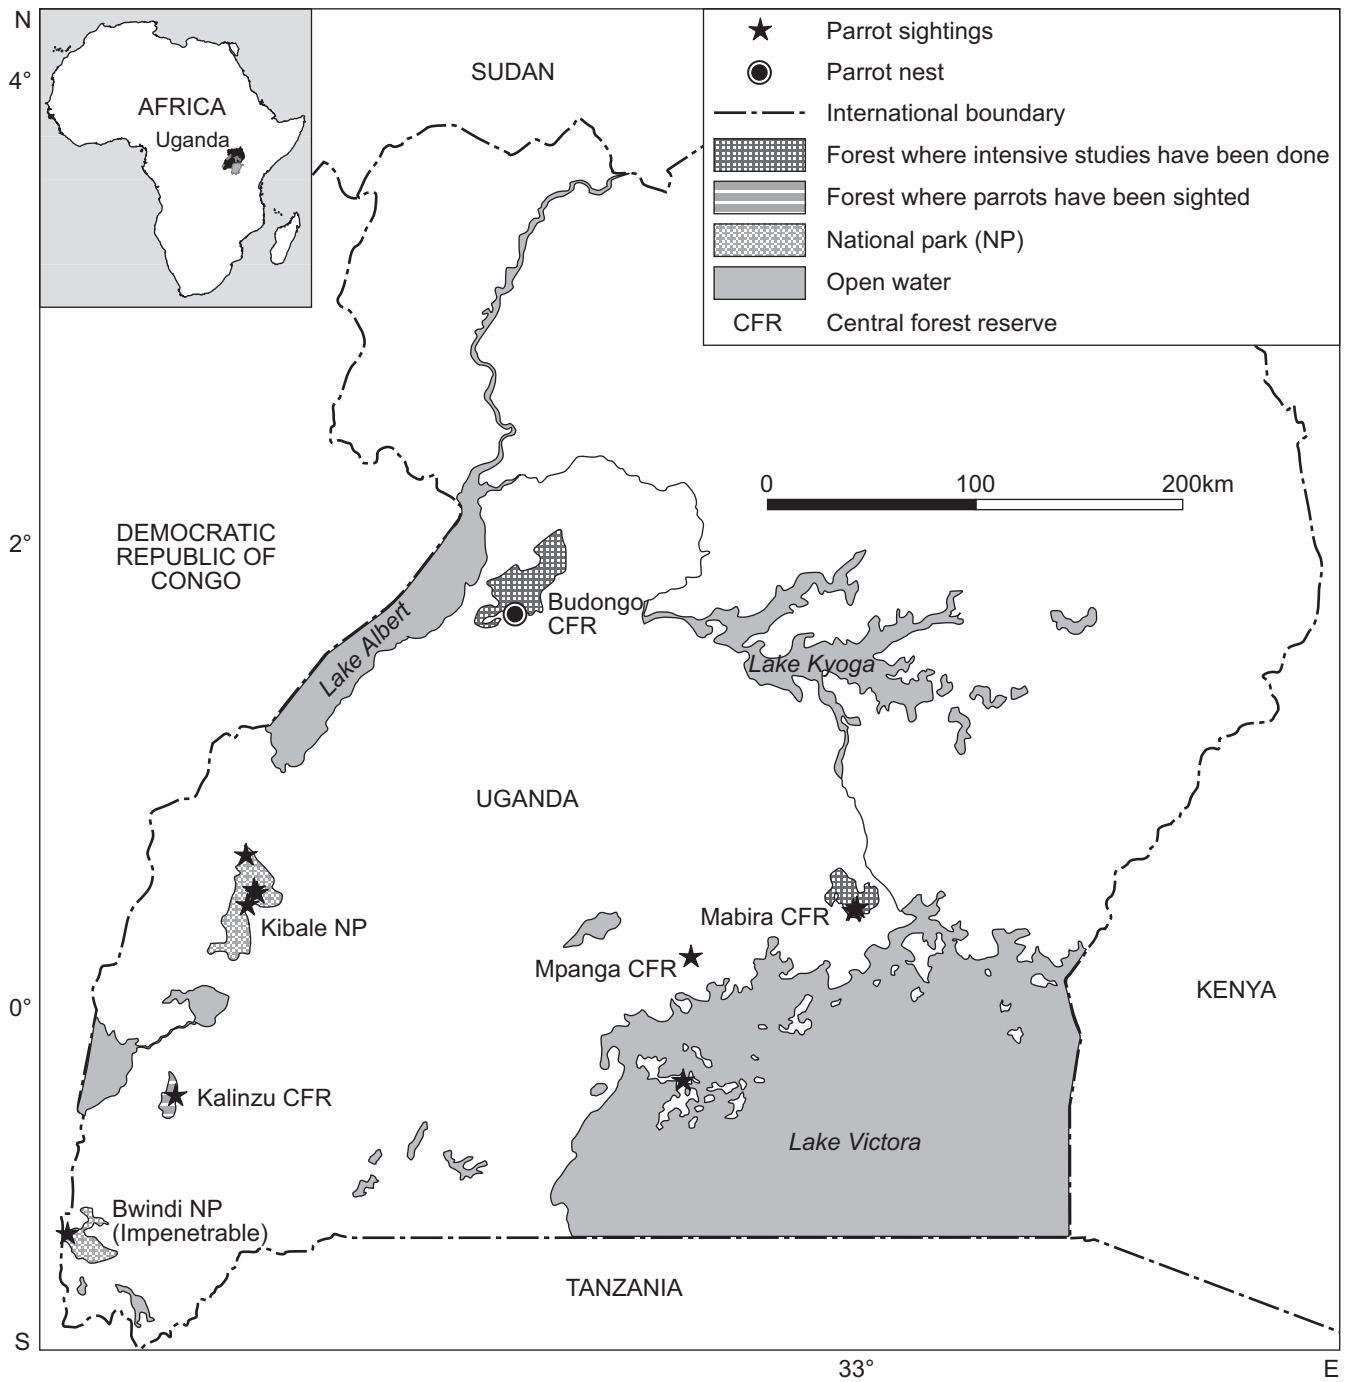 N
4°
2°
0°
S
33°
E
AFRICA
Uganda
SUDAN
Parrot sightings
Parrot nest
International boundary
Forest where intensive studies have been done
Forest where parrots have been sighted
National park (NP)
Open water
CFR Central forest reserve
0 100 200km
DEMOCRATIC
REPUBLIC OF
CONGO
Lake Albert
Budongo
CFR
Lake Kyoga
UGANDA
Kibale NP
Mabira CFR
Mpanga CFR
KENYA
Kalinzu CFR
Lake Victora
Bwindi NP
(Impenetrable)
TANZANIA